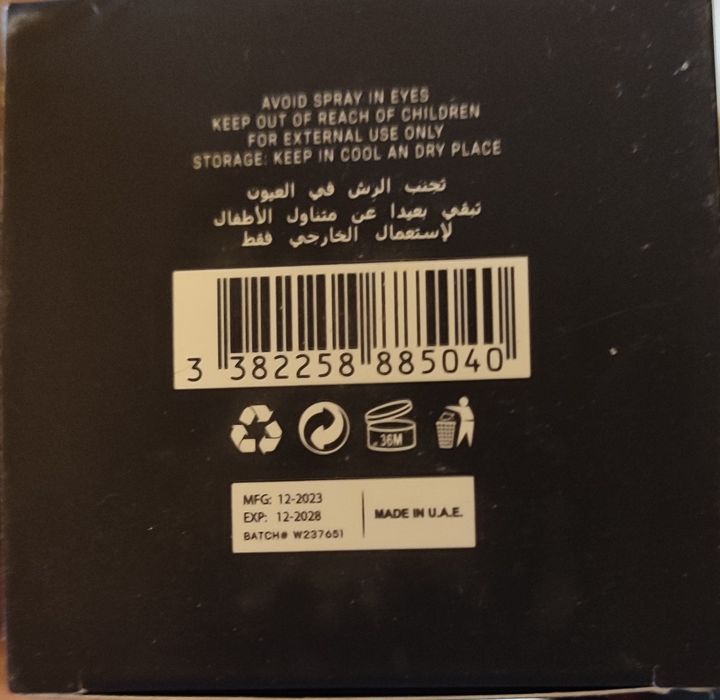 AVOID SPRAY IN EYES
KEEP OUT OF REACH OF CHILDREN
FOR EXTERNAL USE ONLY
STORAGE: KEEP IN COOL AN DRY PLACE
تجنب الرش في العيون
تبقي بعيدا عن متناول الأطفال
لإستعمال الخارجي فقط
3 382258 885040
36M
MFG: 12-2023
EXP: 12-2028
BATCH# W237651
MADE IN U.A.E.